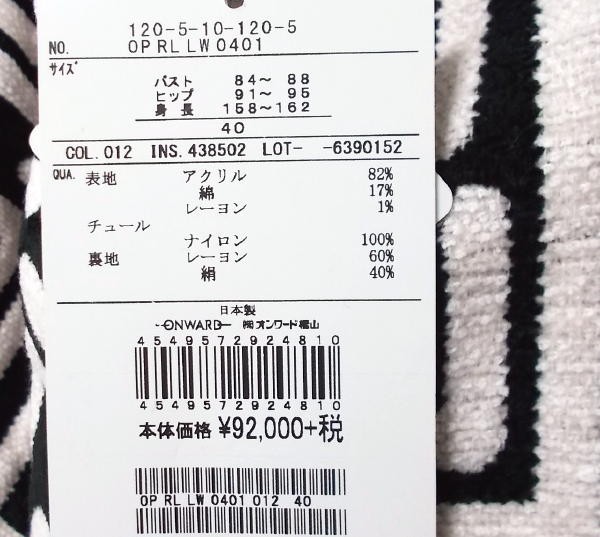 120-5-10-120-5
NO. OPRLLW0401
サイズ
バスト 84～ 88
ヒップ 91～ 95
身長 158～162
40
COL.012 INS.438502 LOT- -6390152
QUA. 表地 アクリル 82%
綿 17%
レーヨン 1%
チュール
ナイロン 100%
裏地 レーヨン 60%
絹 40%
日本製
ONWARD ㈱オンワード樫山
4549572924810
4549572924810
本体価格 ¥92,000+税
OP RL LW 0401 012 40